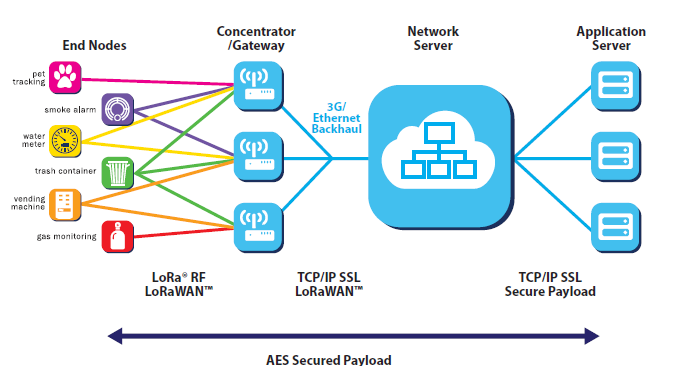 End Nodes
Concentrator
/Gateway
Network
Server
Application
Server
pet
tracking
smoke alarm
water
meter
trash container
vending
machine
gas monitoring
3G/
Ethernet
Backhaul
LoRa® RF
LoRaWAN™
TCP/IP SSL
LoRaWAN™
TCP/IP SSL
Secure Payload
AES Secured Payload